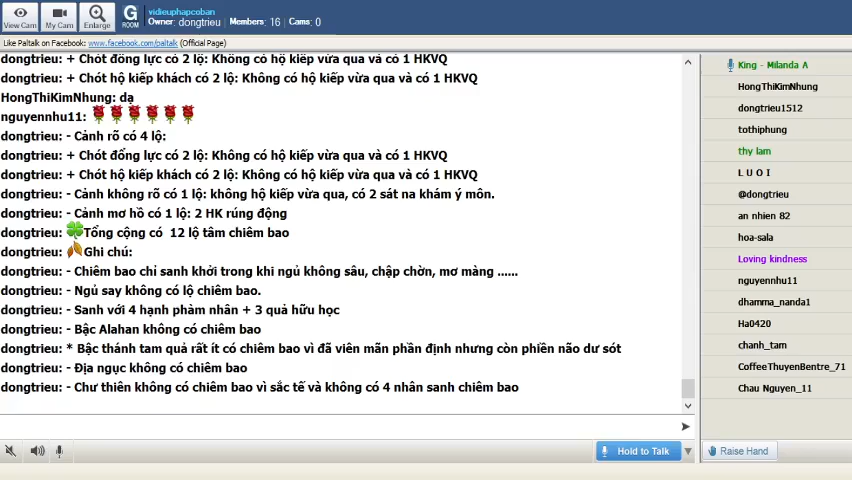 vidieuphapcoban
Owner: dongtrieu Members: 16 Cams: 0
View Cam My Cam Enlarge G ROOM
Like Paltalk on Facebook: www.facebook.com/paltalk (Official Page)
dongtrieu: + Chót đổng lực có 2 lộ: Không có hộ kiếp vừa qua và có 1 HKVQ
dongtrieu: + Chót hộ kiếp khách có 2 lộ: Không có hộ kiếp vừa qua và có 1 HKVQ
HongThiKimNhung: dạ
nguyennhu11:
dongtrieu: - Cảnh rõ có 4 lộ:
dongtrieu: + Chót đổng lực có 2 lộ: Không có hộ kiếp vừa qua và có 1 HKVQ
dongtrieu: + Chót hộ kiếp khách có 2 lộ: Không có hộ kiếp vừa qua và có 1 HKVQ
dongtrieu: - Cảnh không rõ có 1 lộ: không hộ kiếp vừa qua, có 2 sát na khám ý môn.
dongtrieu: - Cảnh mơ hồ có 1 lộ: 2 HK rúng động
dongtrieu: Tổng cộng có 12 lộ tâm chiêm bao
dongtrieu: Ghi chú:
dongtrieu: - Chiêm bao chỉ sanh khởi trong khi ngủ không sâu, chập chờn, mơ màng ......
dongtrieu: - Ngủ say không có lộ chiêm bao.
dongtrieu: - Sanh với 4 hạnh phàm nhân + 3 quả hữu học
dongtrieu: - Bậc Alahan không có chiêm bao
dongtrieu: * Bậc thánh tam quả rất ít có chiêm bao vì đã viên mãn phần định nhưng còn phiền não dư sót
dongtrieu: - Địa ngục không có chiêm bao
dongtrieu: - Chư thiên không có chiêm bao vì sắc tế và không có 4 nhân sanh chiêm bao
Hold to Talk
King - Milanda A
HongThiKimNhung
dongtrieu1512
tothiphung
thy lam
L U O I
@dongtrieu
an nhien 82
hoa-sala
Loving kindness
nguyennhu11
dhamma_nanda1
Ha0420
chanh_tam
CoffeeThuyenBentre_71
Chau Nguyen_11
Raise Hand